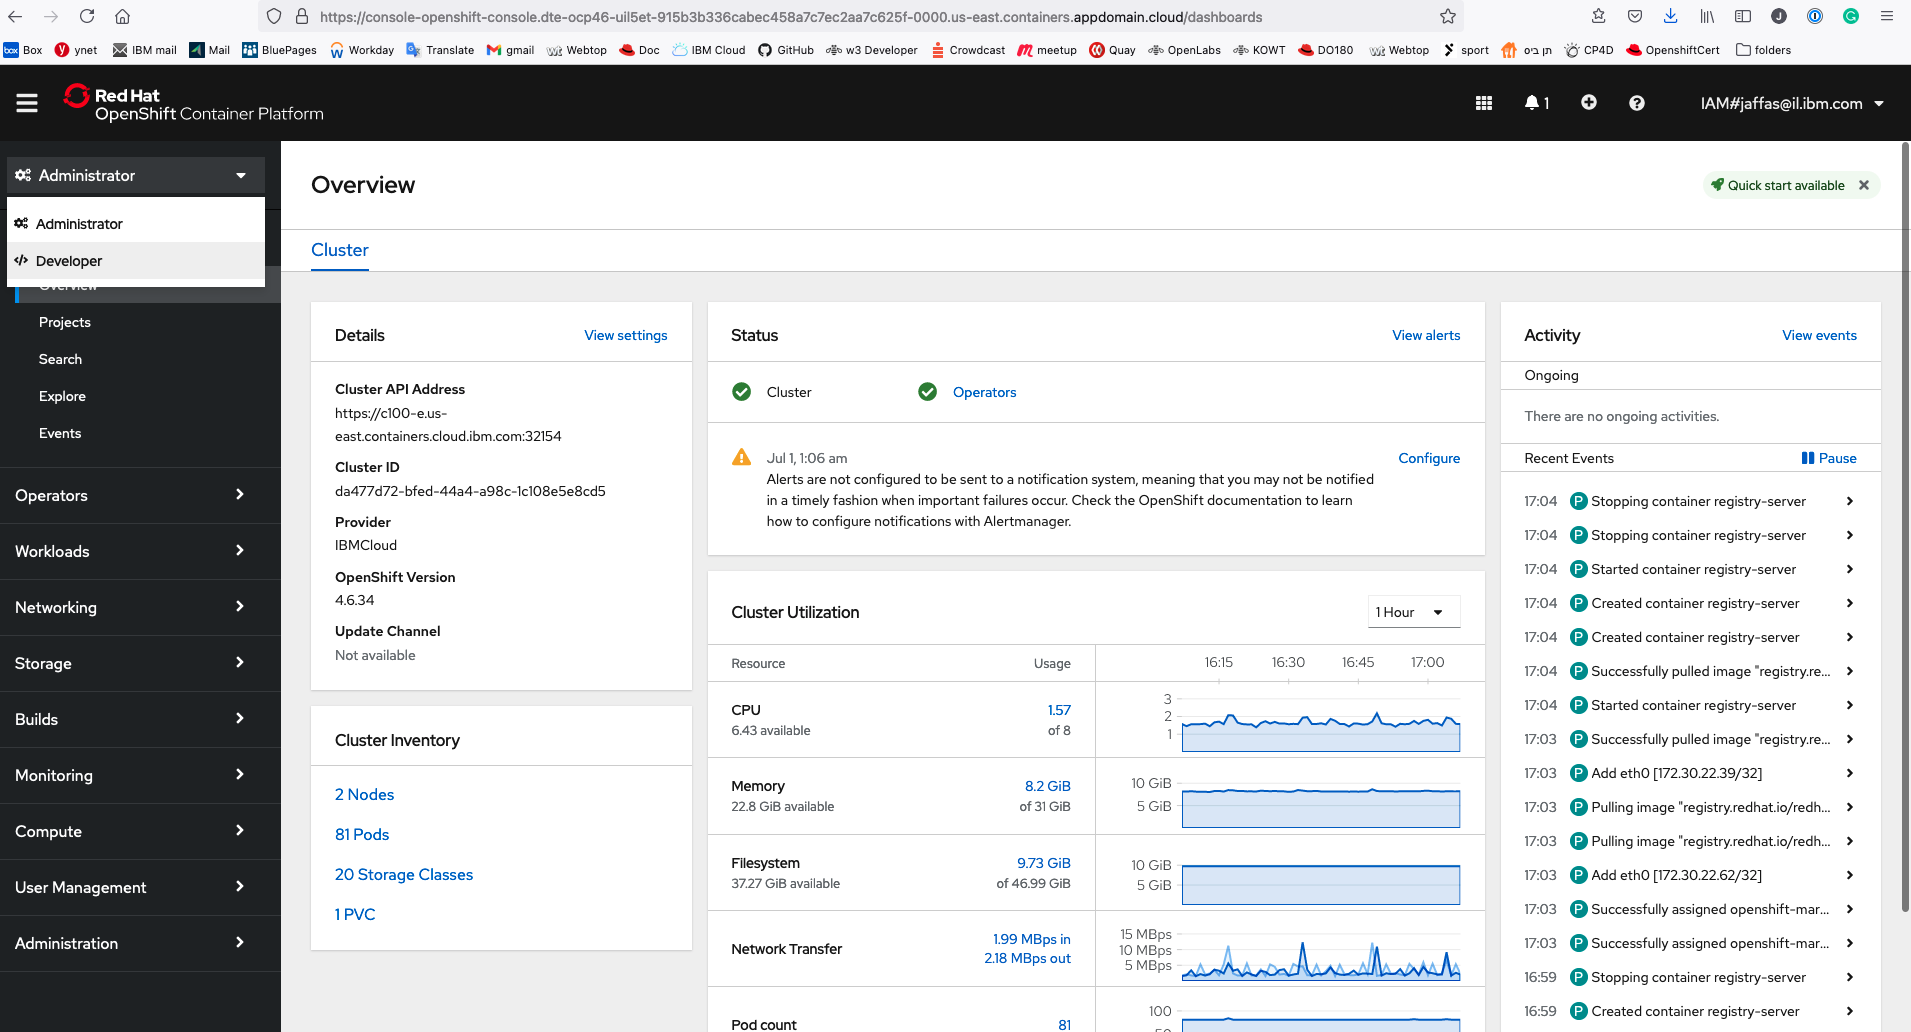 https://console-openshift-console.dte-ocp46-uil5et-915b3b336cabec458a7c7ec2aa7c625f-0000.us-east.containers.appdomain.cloud/dashboards
box Box
ynet
IBM mail
Mail
BluePages
Workday
Translate
gmail
Webtop
Doc
IBM Cloud
GitHub
w3 Developer
Crowdcast
meetup
Quay
OpenLabs
KOWT
DO180
Webtop
sport
תן ביס
CP4D
OpenshiftCert
folders
Red Hat
OpenShift Container Platform
1
IAM#jaffas@il.ibm.com
Administrator
Administrator
Developer
Overview
Projects
Search
Explore
Events
Operators
Workloads
Networking
Storage
Builds
Monitoring
Compute
User Management
Administration
Overview
Quick start available
Cluster
Details
View settings
Cluster API Address
https://c100-e.us-
east.containers.cloud.ibm.com:32154
Cluster ID
da477d72-bfed-44a4-a98c-1c108e5e8cd5
Provider
IBMCloud
OpenShift Version
4.6.34
Update Channel
Not available
Cluster Inventory
2 Nodes
81 Pods
20 Storage Classes
1 PVC
Status
View alerts
Cluster
Operators
Jul 1, 1:06 am
Configure
Alerts are not configured to be sent to a notification system, meaning that you may not be notified
in a timely fashion when important failures occur. Check the OpenShift documentation to learn
how to configure notifications with Alertmanager.
Cluster Utilization
1 Hour
Resource
Usage
16:15 16:30 16:45 17:00
CPU
1.57
6.43 available
of 8
3
2
1
Memory
8.2 GiB
22.8 GiB available
of 31 GiB
10 GiB
5 GiB
Filesystem
9.73 GiB
37.27 GiB available
of 46.99 GiB
10 GiB
5 GiB
Network Transfer
1.99 MBps in
2.18 MBps out
15 MBps
10 MBps
5 MBps
Pod count
81
100
50
Activity
View events
Ongoing
There are no ongoing activities.
Recent Events
Pause
17:04 P Stopping container registry-server
17:04 P Stopping container registry-server
17:04 P Started container registry-server
17:04 P Created container registry-server
17:04 P Created container registry-server
17:04 P Successfully pulled image "registry.re...
17:04 P Started container registry-server
17:03 P Successfully pulled image "registry.re...
17:03 P Add eth0 [172.30.22.39/32]
17:03 P Pulling image "registry.redhat.io/redh...
17:03 P Pulling image "registry.redhat.io/redh...
17:03 P Add eth0 [172.30.22.62/32]
17:03 P Successfully assigned openshift-mar...
17:03 P Successfully assigned openshift-mar...
16:59 P Stopping container registry-server
16:59 P Created container registry-server